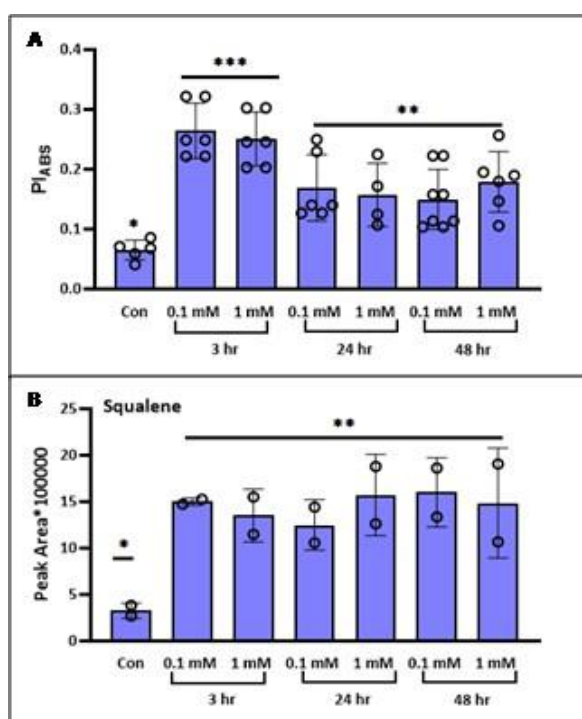 A
0.4
***
0.3
**
PIABS
0.2
0.1
*
0.0
Con 0.1 mM 1 mM 0.1 mM 1 mM 0.1 mM 1 mM
3 hr 24 hr 48 hr
B Squalene
25
**
20
Peak Area*100000
15
10
*
5
0
Con 0.1 mM 1 mM 0.1 mM 1 mM 0.1 mM 1 mM
3 hr 24 hr 48 hr